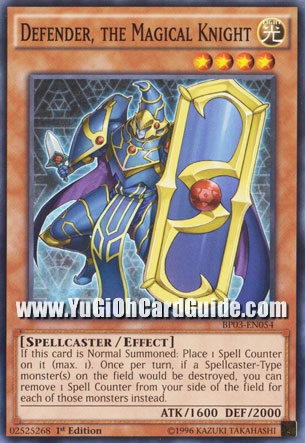 DEFENDER, THE MAGICAL KNIGHT
光
www.YuGiOhCardGuide.com
BP03-EN054
[SPELLCASTER / EFFECT]
If this card is Normal Summoned: Place 1 Spell Counter
on it (max. 1). Once per turn, if a Spellcaster-Type
monster(s) on the field would be destroyed, you can
remove 1 Spell Counter from your side of the field for
each of those monsters instead.
ATK/1600 DEF/2000
02525268 1st Edition ©1996 KAZUKI TAKAHASHI